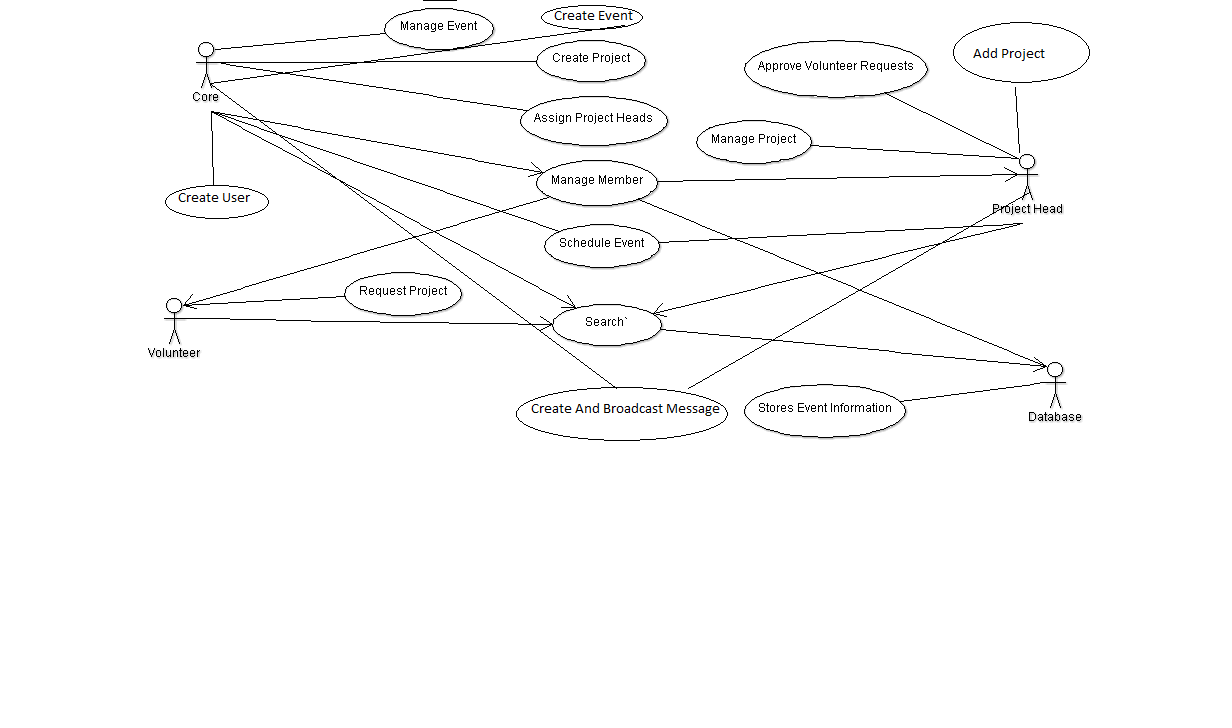 Create Event
Manage Event
Create Project
Add Project
Approve Volunteer Requests
Core
Assign Project Heads
Manage Project
Manage Member
Create User
Project Head
Schedule Event
Request Project
Search`
Volunteer
Create And Broadcast Message
Stores Event Information
Database